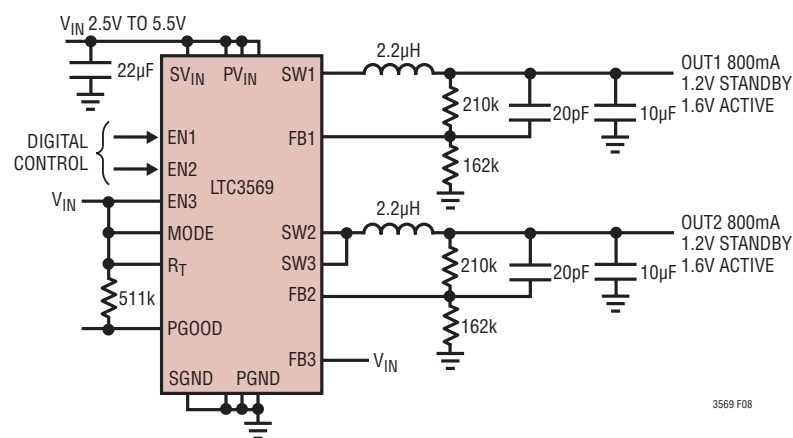 VIN 2.5V TO 5.5V
22µF
SVIN PVIN SW1
2.2µH
OUT1 800mA
1.2V STANDBY
1.6V ACTIVE
210k
20pF
10µF
DIGITAL
CONTROL
EN1
EN2
FB1
162k
LTC3569
VIN
EN3
MODE
RT
511k
PGOOD
SW2
SW3
2.2µH
OUT2 800mA
1.2V STANDBY
1.6V ACTIVE
210k
20pF
10µF
FB2
162k
FB3
VIN
SGND PGND
3569 F08